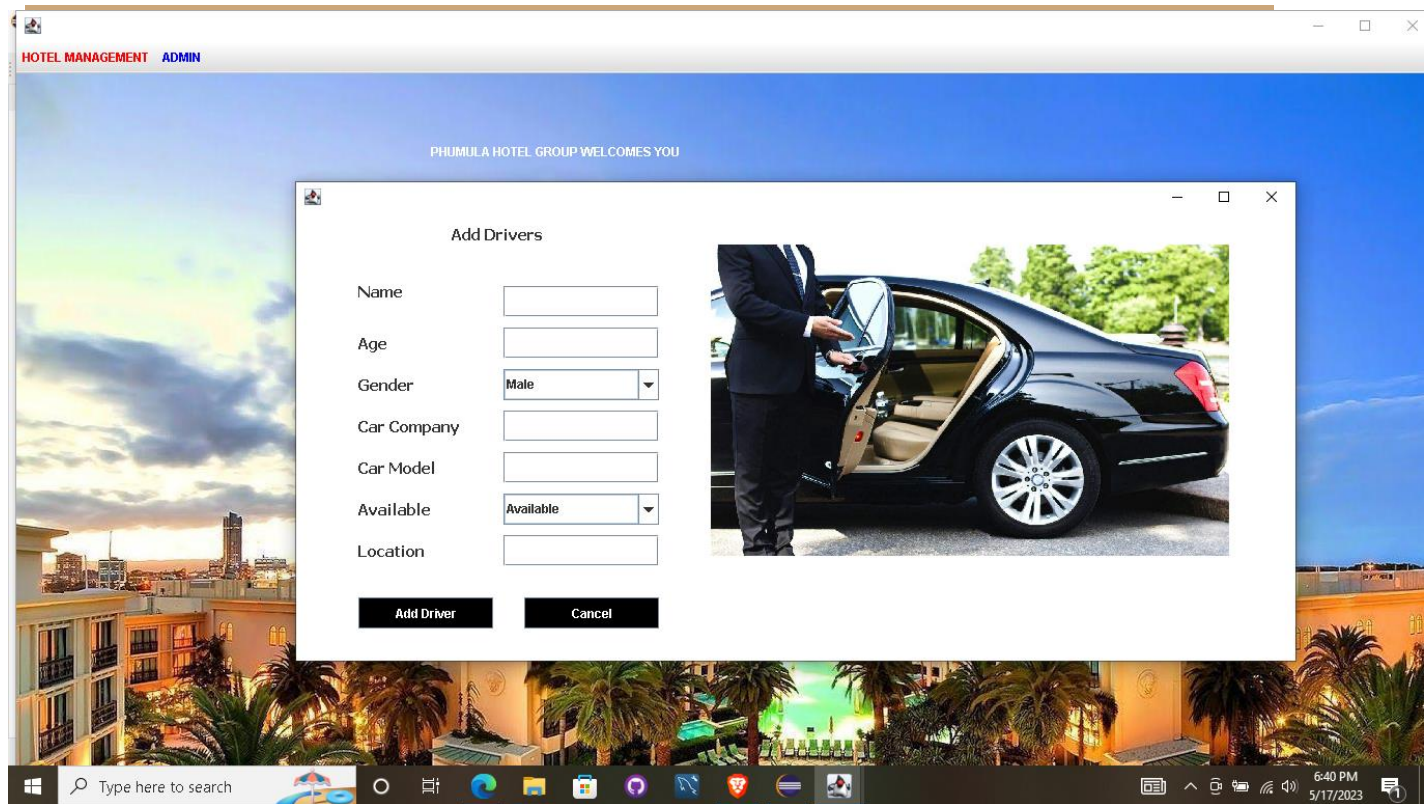 HOTEL MANAGEMENT ADMIN
PHUMULA HOTEL GROUP WELCOMES YOU
Add Drivers
Name
Age
Gender Male
Car Company
Car Model
Available Available
Location
Add Driver Cancel
Type here to search
6:40 PM
5/17/2023
1